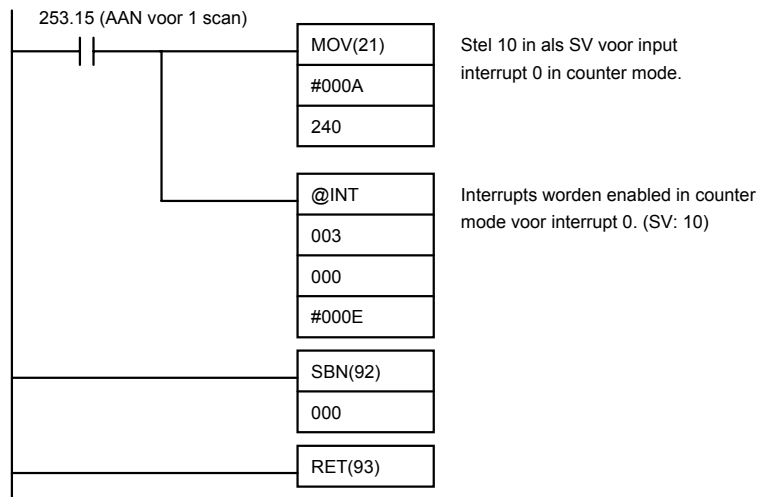 253.15 (AAN voor 1 scan)
MOV(21)
#000A
240
Stel 10 in als SV voor input
interrupt 0 in counter mode.
@INT
003
000
#000E
Interrupts worden enabled in counter
mode voor interrupt 0. (SV: 10)
SBN(92)
000
RET(93)